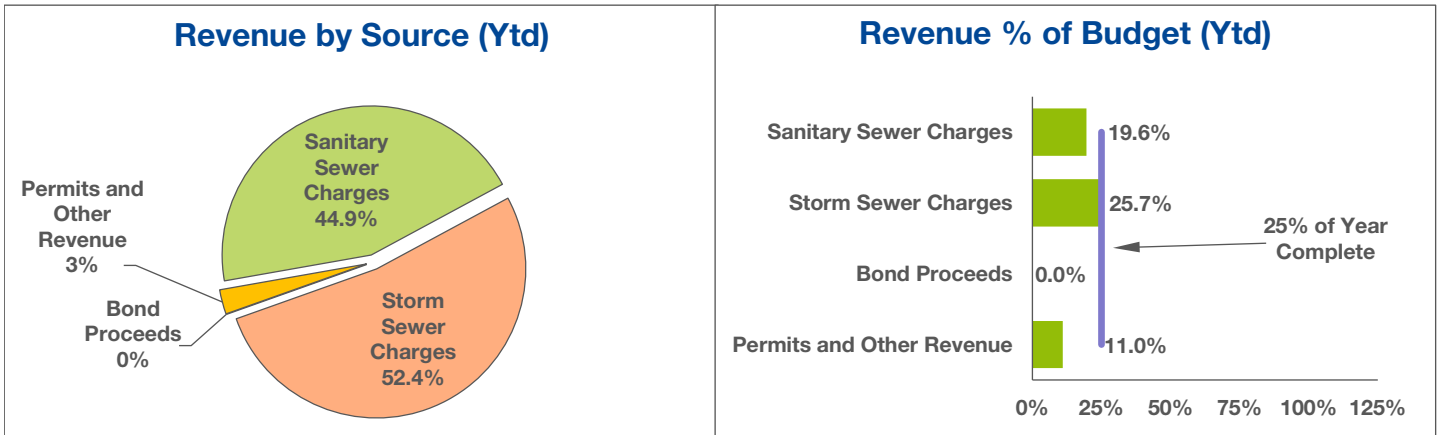 Revenue by Source (Ytd)
Sanitary
Sewer
Charges
44.9%
Permits and
Other
Revenue
3%
Bond
Proceeds
0%
Storm
Sewer
Charges
52.4%
Revenue % of Budget (Ytd)
Sanitary Sewer Charges
19.6%
Storm Sewer Charges
25.7%
25% of Year
Complete
Bond Proceeds
0.0%
Permits and Other Revenue
11.0%
0% 25% 50% 75% 100% 125%